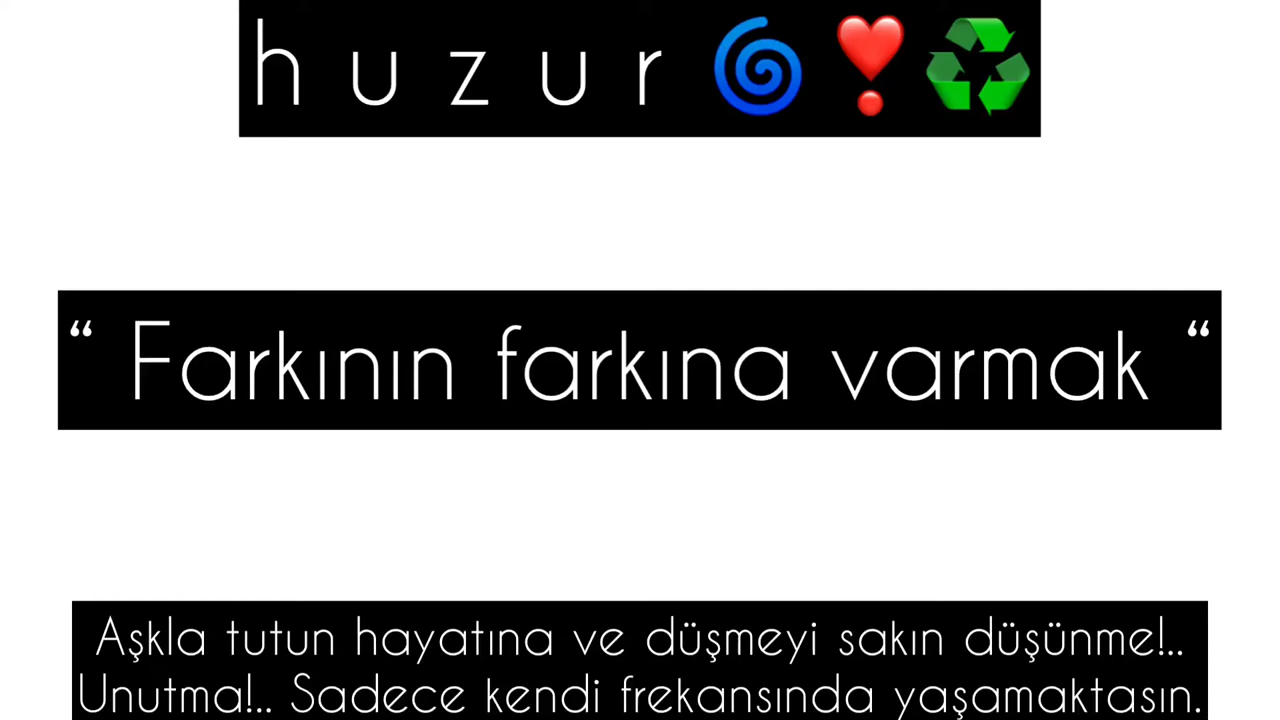 h u z u r 🌀❣️♻️
“ Farkının farkına varmak “
Aşkla tutun hayatına ve düşmeyi sakın düşünme!..
Unutma!.. Sadece kendi frekansında yaşamaktasın.